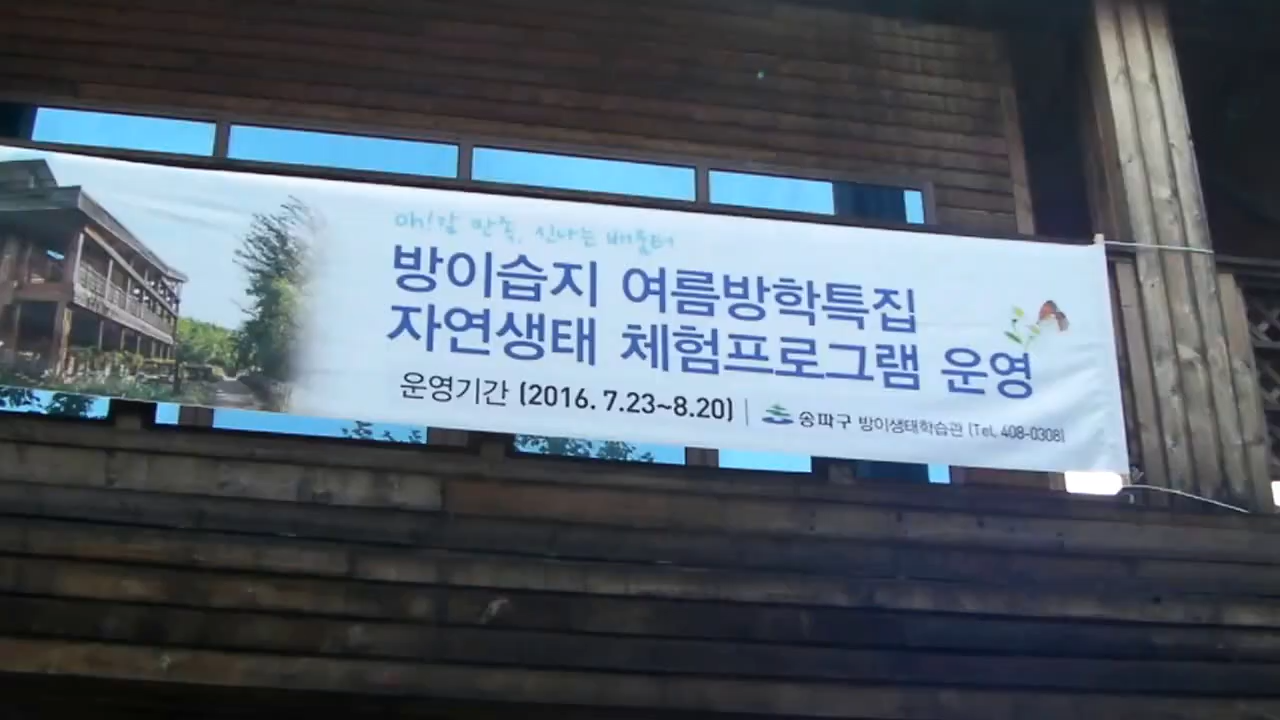 아!강 만족, 신나는 배움터
방이습지 여름방학특집
자연생태 체험프로그램 운영
운영기간 (2016. 7.23~8.20) | 송파구 방이생태학습관 (Tel. 408-0308)